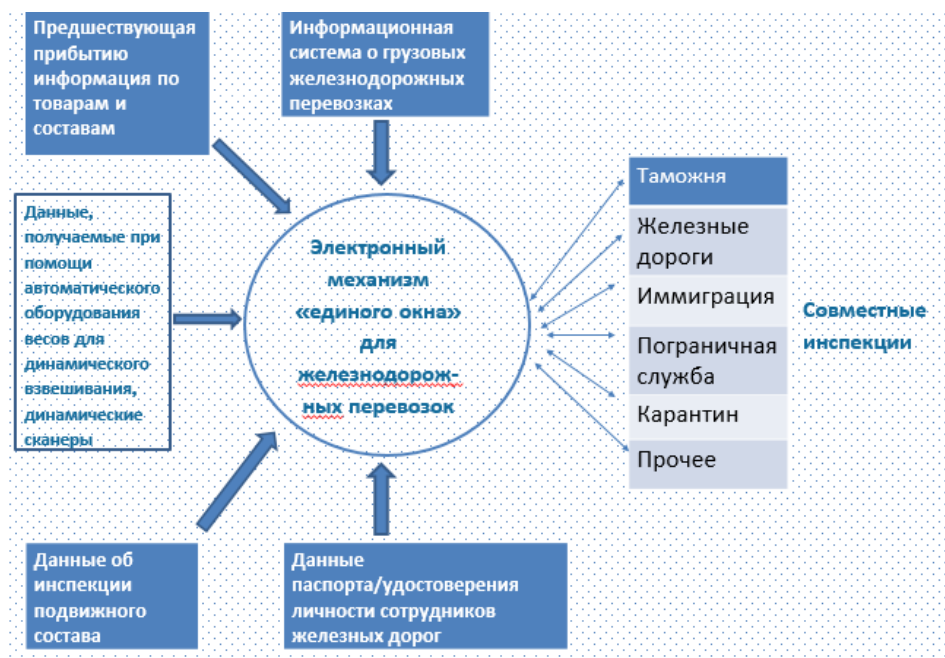 Предшествующая
прибытию
информация по
товарам и
составам
Информационная
система о грузовых
железнодорожных
перевозках
Данные,
получаемые при
помощи
автоматического
оборудования
весов для
динамического
взвешивания,
динамические
сканеры
Электронный
механизм
«единого окна»
для
железнодорож-
ных перевозок
Таможня
Железные
дороги
Иммиграция
Пограничная
служба
Карантин
Прочее
Совместные
инспекции
Данные об
инспекции
подвижного
состава
Данные
паспорта/удостоверения
личности сотрудников
железных дорог